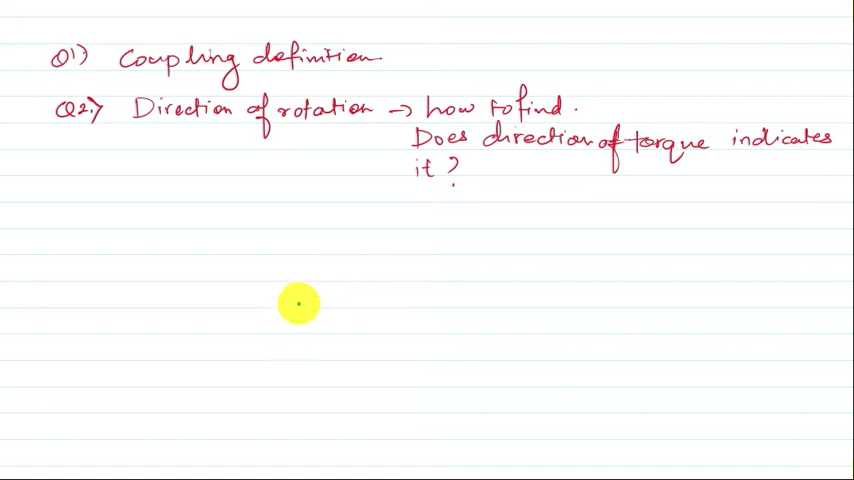 Q1) Coupling definition
Q2.) Direction of rotation → how to find.
Does direction of torque indicates
it ?